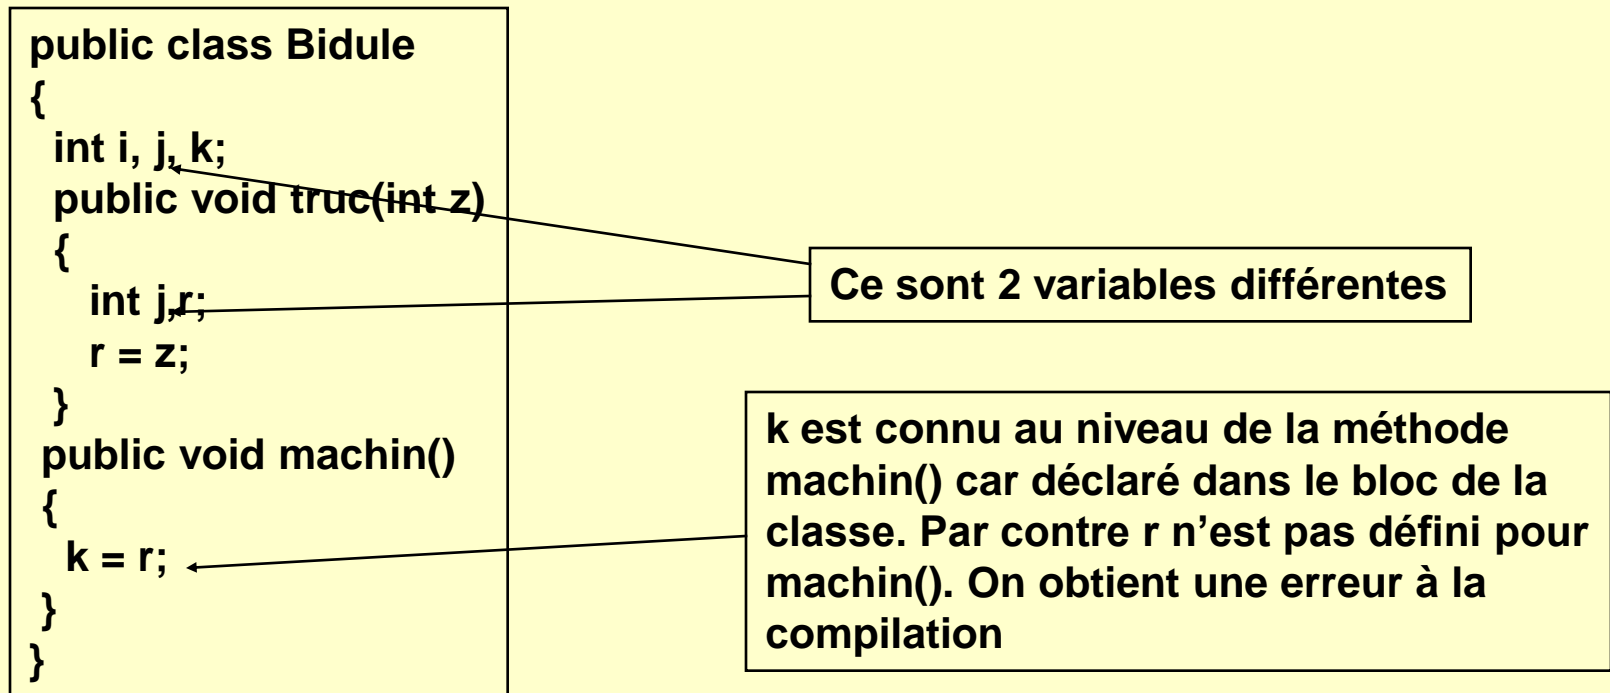 public class Bidule
{
int i, j, k;
public void truc(int z)
{
int j,r;
r = z;
}
public void machin()
{
k = r;
}
}
Ce sont 2 variables différentes
k est connu au niveau de la méthode
machin() car déclaré dans le bloc de la
classe. Par contre r n’est pas défini pour
machin(). On obtient une erreur à la
compilation